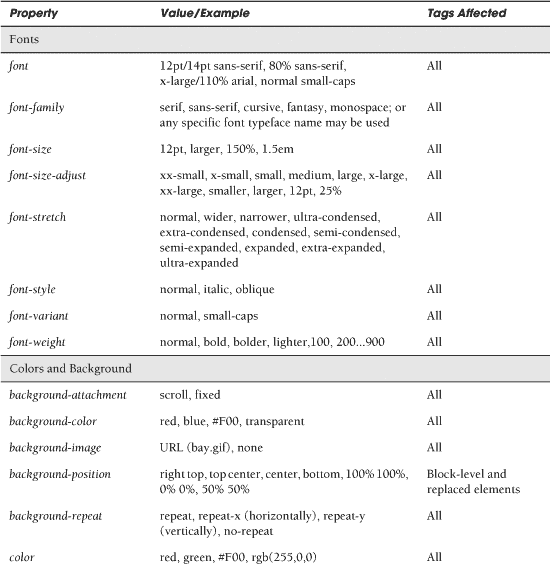 Property Value/Example Tags Affected
Fonts
font 12pt/14pt sans-serif, 80% sans-serif, All
x-large/110% arial, normal small-caps
font-family serif, sans-serif, cursive, fantasy, monospace; or All
any specific font typeface name may be used
font-size 12pt, larger, 150%, 1.5em All
font-size-adjust xx-small, x-small, small, medium, large, x-large, All
xx-large, smaller, larger, 12pt, 25%
font-stretch normal, wider, narrower, ultra-condensed, All
extra-condensed, condensed, semi-condensed,
semi-expanded, expanded, extra-expanded,
ultra-expanded
font-style normal, italic, oblique All
font-variant normal, small-caps All
font-weight normal, bold, bolder, lighter,100, 200...900 All
Colors and Background
background-attachment scroll, fixed All
background-color red, blue, #F00, transparent All
background-image URL (bay.gif), none All
background-position right top, top center, center, bottom, 100% 100%, Block-level and
0% 0%, 50% 50% replaced elements
background-repeat repeat, repeat-x (horizontally), repeat-y All
(vertically), no-repeat
color red, green, #F00, rgb(255,0,0) All